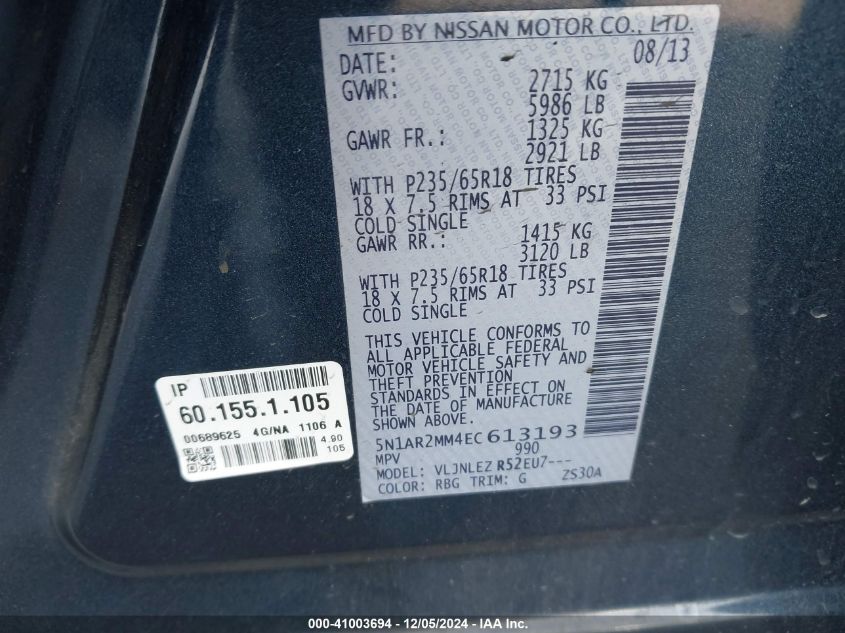 MFD BY NISSAN MOTOR CO., LTD.
DATE: 08/13
GVWR: 2715 KG
5986 LB
GAWR FR.: 1325 KG
2921 LB
WITH P235/65R18 TIRES
18 X 7.5 RIMS AT 33 PSI
COLD SINGLE
GAWR RR.: 1415 KG
3120 LB
WITH P235/65R18 TIRES
18 X 7.5 RIMS AT 33 PSI
COLD SINGLE
THIS VEHICLE CONFORMS TO
ALL APPLICABLE FEDERAL
MOTOR VEHICLE SAFETY AND
THEFT PREVENTION
STANDARDS IN EFFECT ON
THE DATE OF MANUFACTURE
SHOWN ABOVE
5N1AR2MM4EC613193
MPV 990
MODEL: VLJNLEZ R52EU7---
COLOR: RBG TRIM: G ZS30A
IP
60.155.1.105
00689625 4G/NA 1106 A
4.90
105
000-41003694 - 12/05/2024 - IAA Inc.